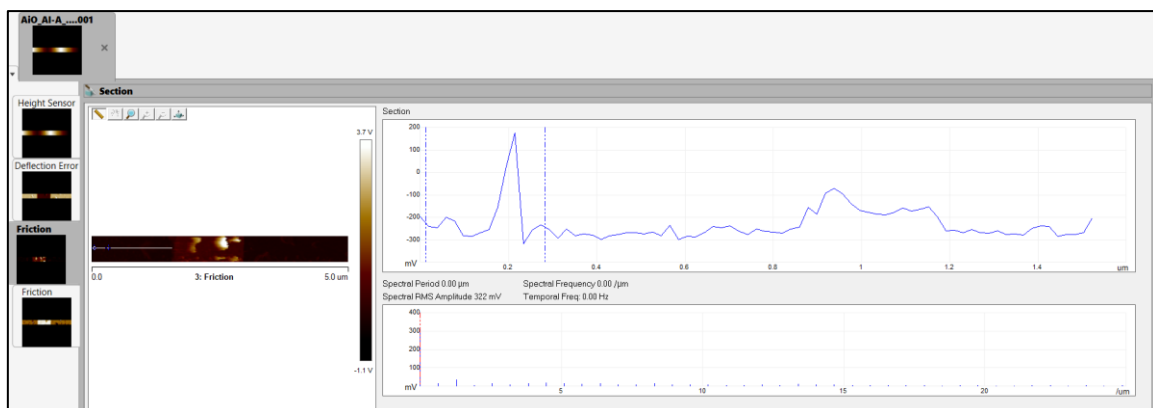 AiO_Al-A_....001
Section
Height Sensor
Deflection Error
Friction
Friction
3.7 V
-1.1 V
0.0 3: Friction 5.0 um
Section
200
100
0
-100
-200
-300
mV 0.2 0.4 0.6 0.8 1 1.2 1.4 um
Spectral Period 0.00 µm Spectral Frequency 0.00 /µm
Spectral RMS Amplitude 322 mV Temporal Freq: 0.00 Hz
400
300
200
100
mV 5 10 15 20 /um